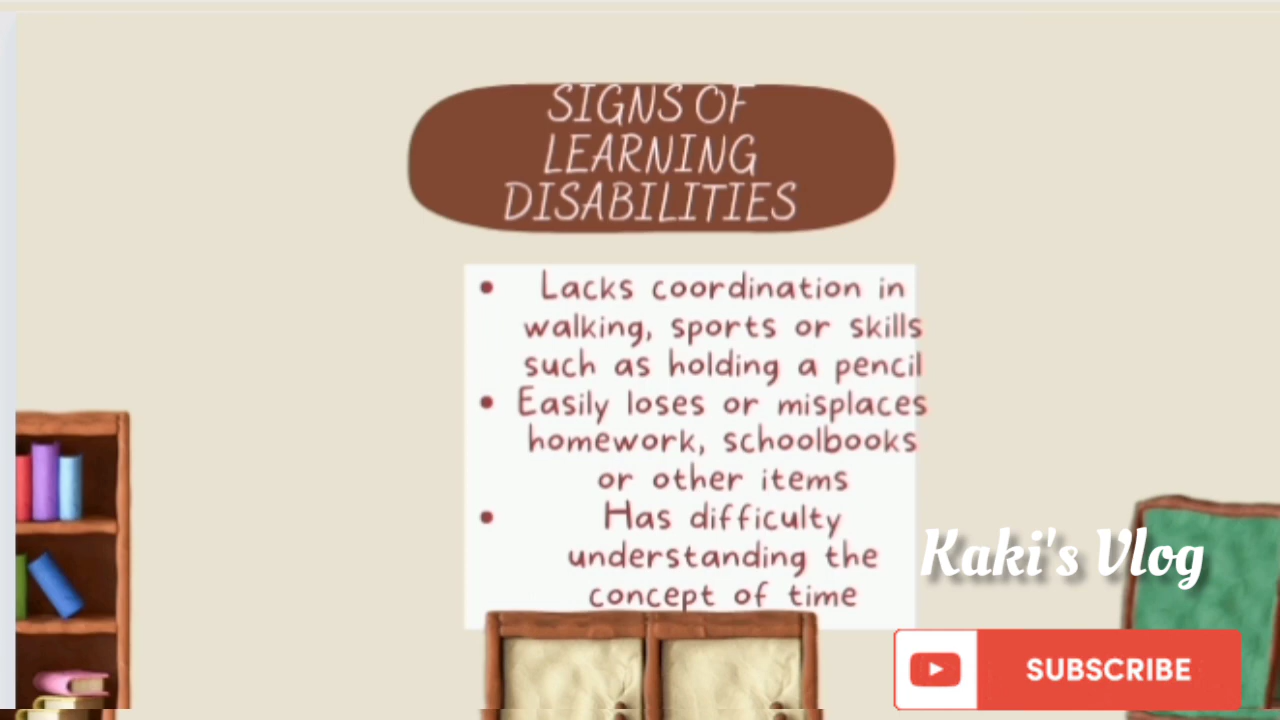 SIGNS OF
LEARNING
DISABILITIES
• Lacks coordination in
walking, sports or skills
such as holding a pencil
• Easily loses or misplaces
homework, schoolbooks
or other items
• Has difficulty
understanding the
concept of time
Kaki's Vlog
SUBSCRIBE